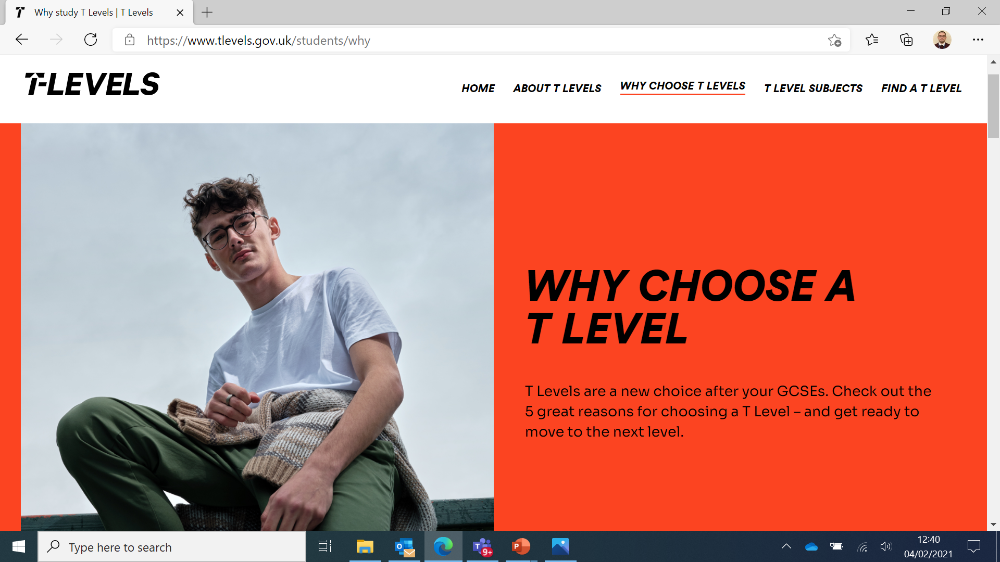 Why study T Levels | T Levels
https://www.tlevels.gov.uk/students/why
T-LEVELS
HOME ABOUT T LEVELS WHY CHOOSE T LEVELS T LEVEL SUBJECTS FIND A T LEVEL
WHY CHOOSE A
T LEVEL
T Levels are a new choice after your GCSEs. Check out the
5 great reasons for choosing a T Level – and get ready to
move to the next level.
Type here to search
9+
12:40
04/02/2021